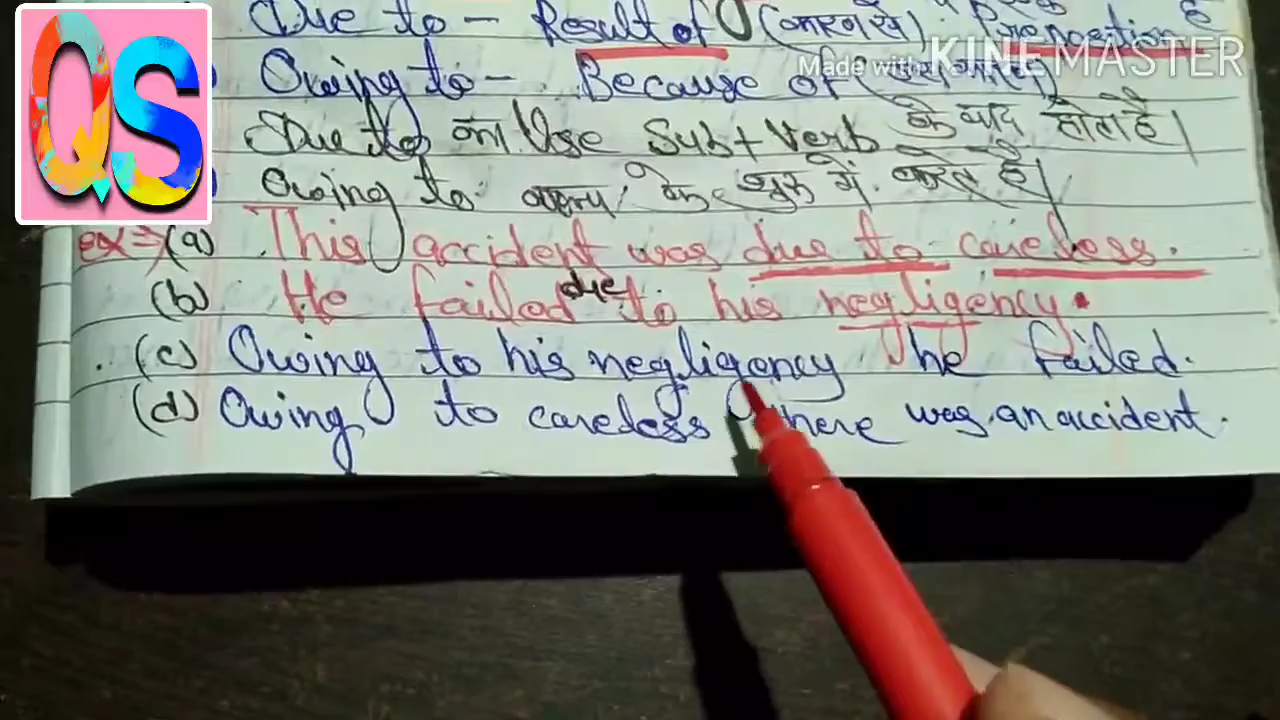 QS
Due to - Result of (कारण से) Preposition है
Made with KINEMASTER
Owing to - Because of (इस कारण)
Due to का Use Sub + Verb के बाद होता है।
Owing to वाक्य के शुरू में करते है।
ex ⇒ (a) This accident was due to careless.
(b) He failed due to his negligency.
(c) Owing to his negligency he failed.
(d) Owing to careless there was an accident.